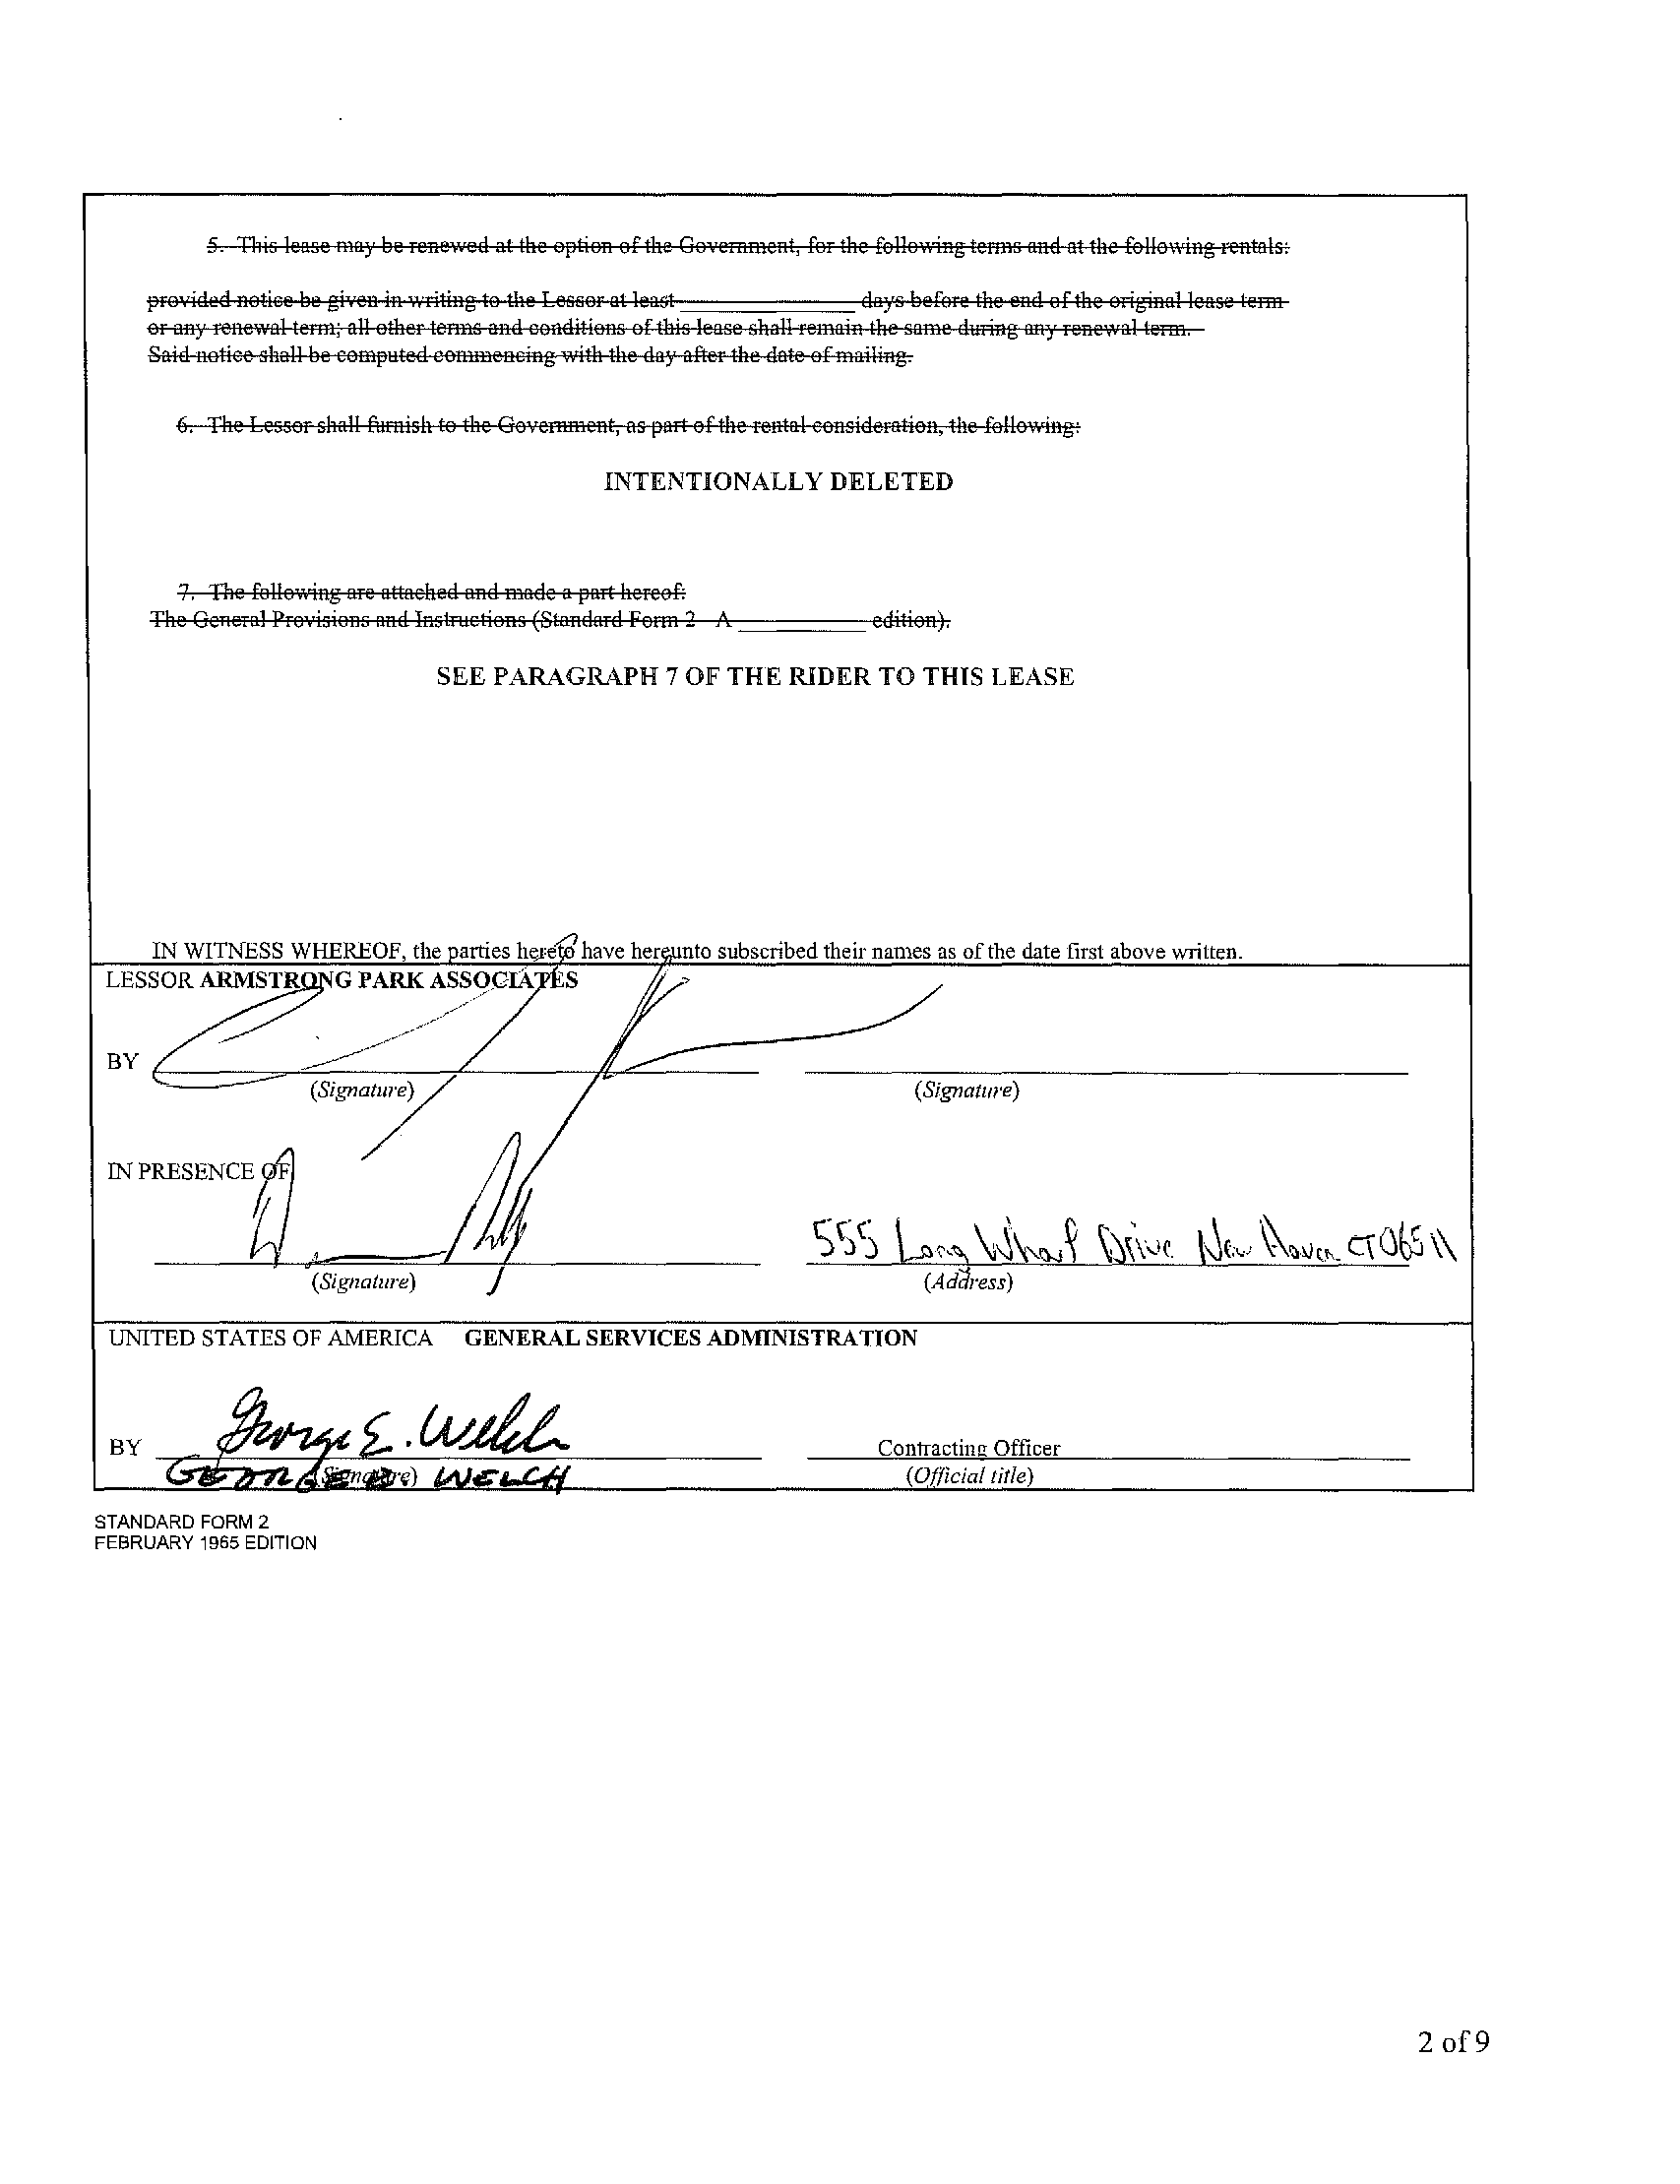 5. This lease may be renewed at the option of the Government, for the following terms and at the following rentals:
provided notice be given in writing to the Lessor at least ____________ days before the end of the original lease term
or any renewal term; all other terms and conditions of this lease shall remain the same during any renewal term.
Said notice shall be computed commencing with the day after the date of mailing.
6. The Lessor shall furnish to the Government, as part of the rental consideration, the following:
INTENTIONALLY DELETED
7. The following are attached and made a part hereof:
The General Provisions and Instructions (Standard Form 2-A _________ edition).
SEE PARAGRAPH 7 OF THE RIDER TO THIS LEASE
IN WITNESS WHEREOF, the parties hereto have hereunto subscribed their names as of the date first above written.
LESSOR ARMSTRONG PARK ASSOCIATES
BY
(Signature) (Signature)
IN PRESENCE OF
555 Long Wharf Drive New Haven CT 06511
(Signature) (Address)
UNITED STATES OF AMERICA GENERAL SERVICES ADMINISTRATION
BY George E. Welch Contracting Officer
GEORGE WELCH (Signature) (Official title)
STANDARD FORM 2
FEBRUARY 1965 EDITION
2 of 9